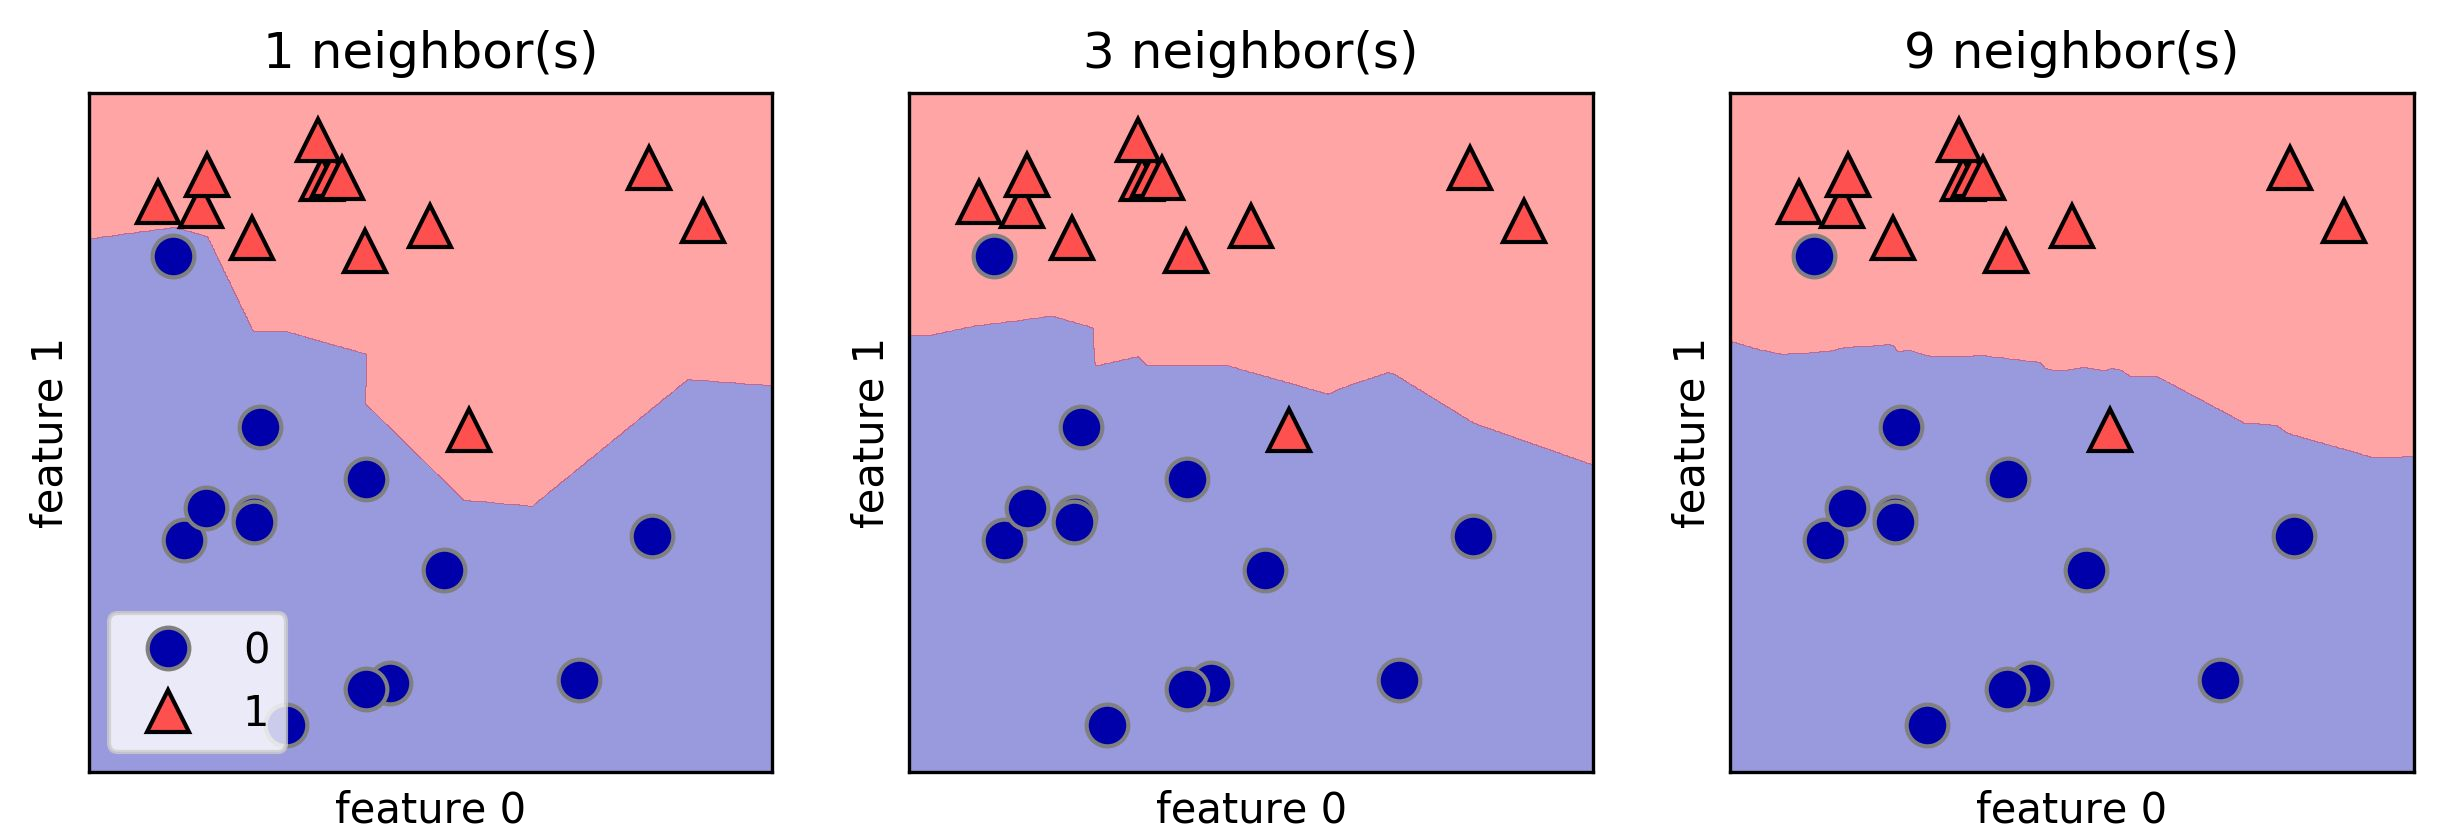 1 neighbor(s)
3 neighbor(s)
9 neighbor(s)
feature 1
feature 1
feature 1
0
1
feature 0
feature 0
feature 0